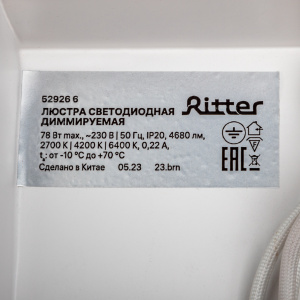 52926 6
Ritter
ЛЮСТРА СВЕТОДИОДНАЯ
ДИММИРУЕМАЯ
78 Вт max., ~230 В | 50 Гц, IP20, 4680 лм,
2700 K | 4200 K | 6400 K, 0,22 А,
tₐ: от -10 °C до +70 °C
Сделано в Китае 05.23 23.brn
F
EAC